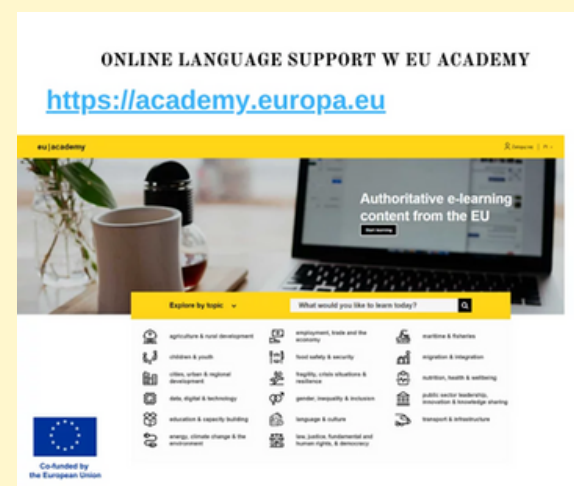 ONLINE LANGUAGE SUPPORT W EU ACADEMY
https://academy.europa.eu
eu|academy
Zaloguj się | PL
Authoritative e-learning
content from the EU
Start learning
Explore by topic
What would you like to learn today?
agriculture & rural development
employment, trade and the
economy
maritime & fisheries
children & youth
food safety & security
migration & integration
cities, urban & regional
development
fragility, crisis situations &
resilience
nutrition, health & wellbeing
data, digital & technology
gender, inequality & inclusion
public sector leadership,
innovation & knowledge sharing
education & capacity building
language & culture
transport & infrastructure
energy, climate change & the
environment
law, justice, fundamental and
human rights, & democracy
Co-funded by
the European Union